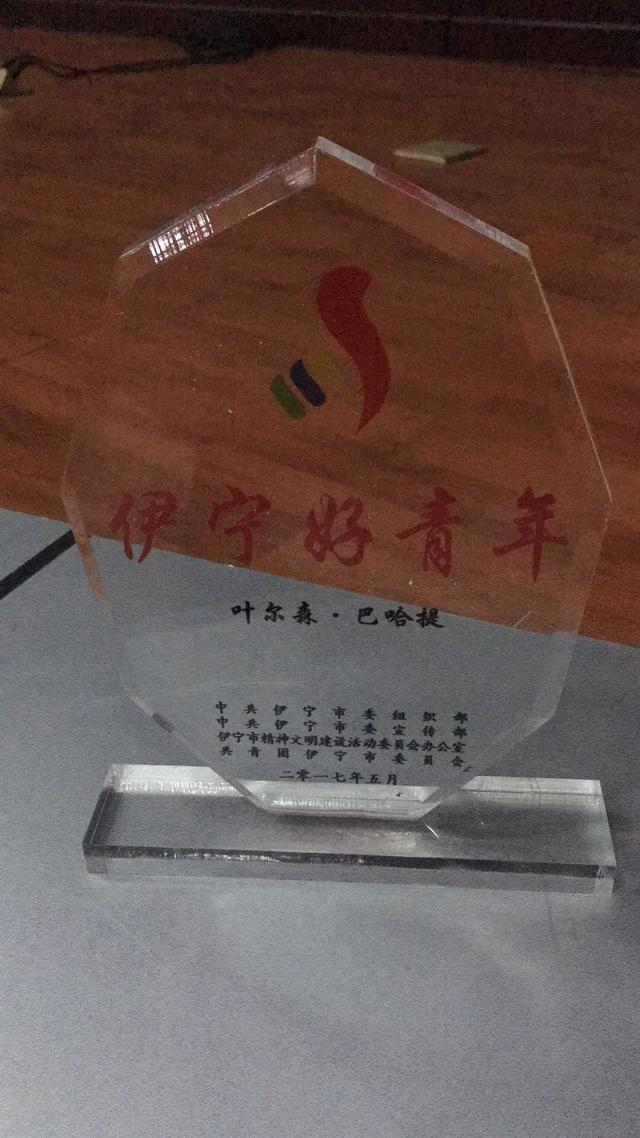 伊宁好青年
叶尔森·巴哈提
中共伊宁市委组织部
中共伊宁市委宣传部
伊宁市精神文明建设活动委员会办公室
共青团伊宁市委员会
二零一七年五月